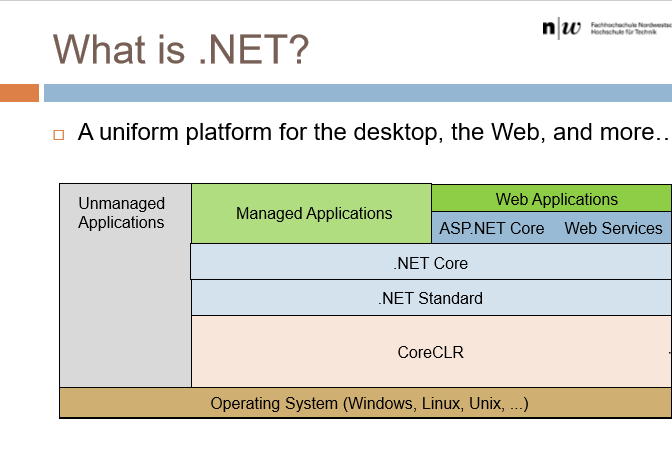 What is .NET?
n|w Fachhochschule Nordwestsc
Hochschule für Technik
A uniform platform for the desktop, the Web, and more…
Unmanaged
Applications
Managed Applications
Web Applications
ASP.NET Core Web Services
.NET Core
.NET Standard
CoreCLR
Operating System (Windows, Linux, Unix, ...)